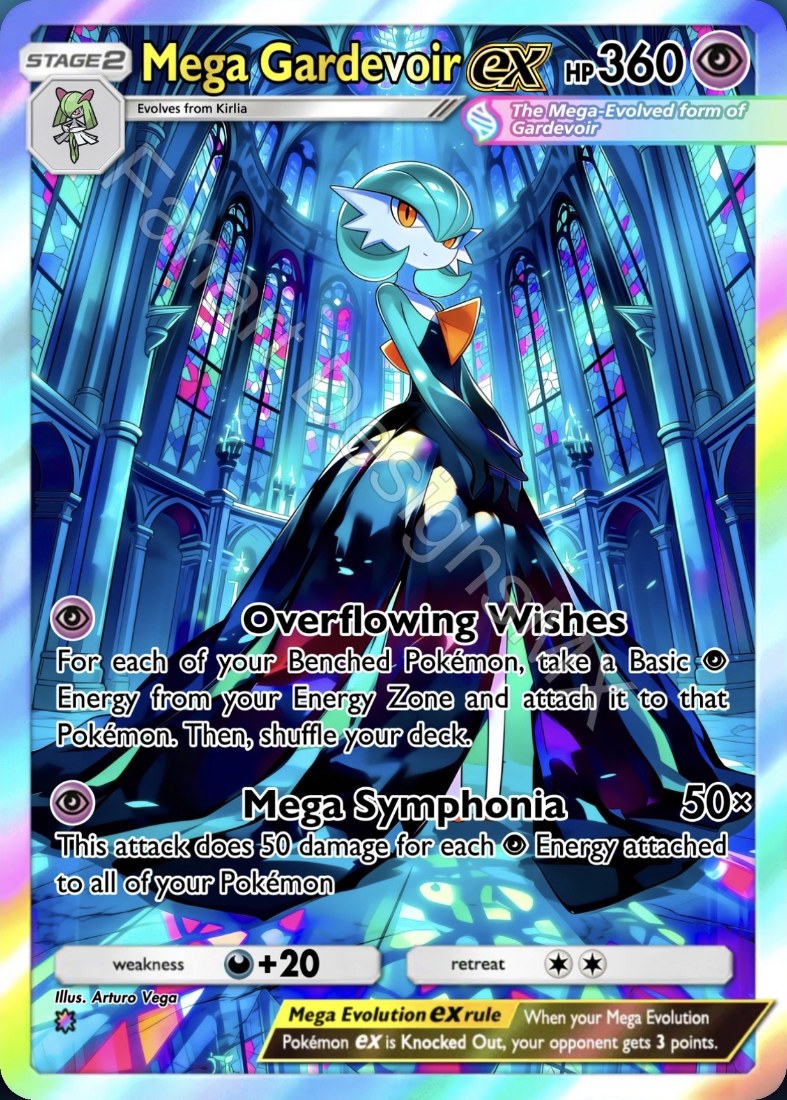 STAGE2 Mega Gardevoir ex HP360
Evolves from Kirlia
The Mega-Evolved form of
Gardevoir
Fanart DesignsMX
Overflowing Wishes
For each of your Benched Pokémon, take a Basic
Energy from your Energy Zone and attach it to that
Pokémon. Then, shuffle your deck.
Mega Symphonia 50×
This attack does 50 damage for each Energy attached
to all of your Pokémon
weakness +20 retreat
Illus. Arturo Vega
Mega Evolution ex rule When your Mega Evolution
Pokémon ex is Knocked Out, your opponent gets 3 points.